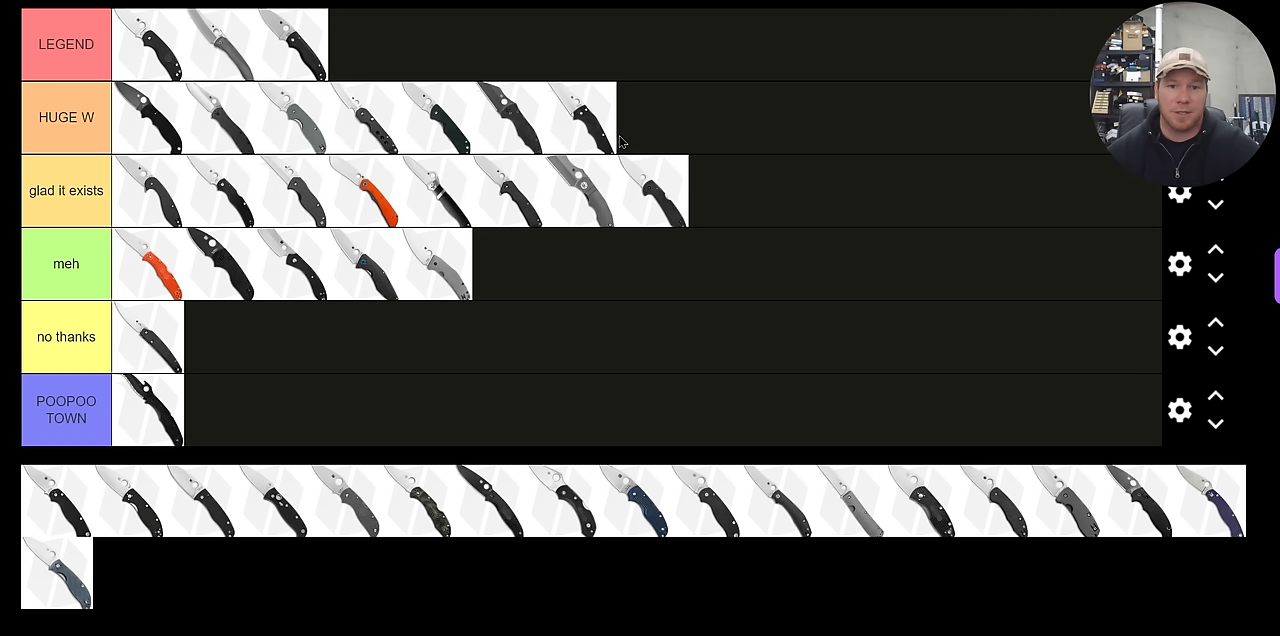 LEGEND
HUGE W
glad it exists
meh
no thanks
POOPOO
TOWN